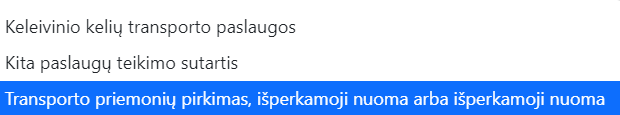 Keleivinio kelių transporto paslaugos
Kita paslaugų teikimo sutartis
Transporto priemonių pirkimas, išperkamoji nuoma arba išperkamoji nuoma